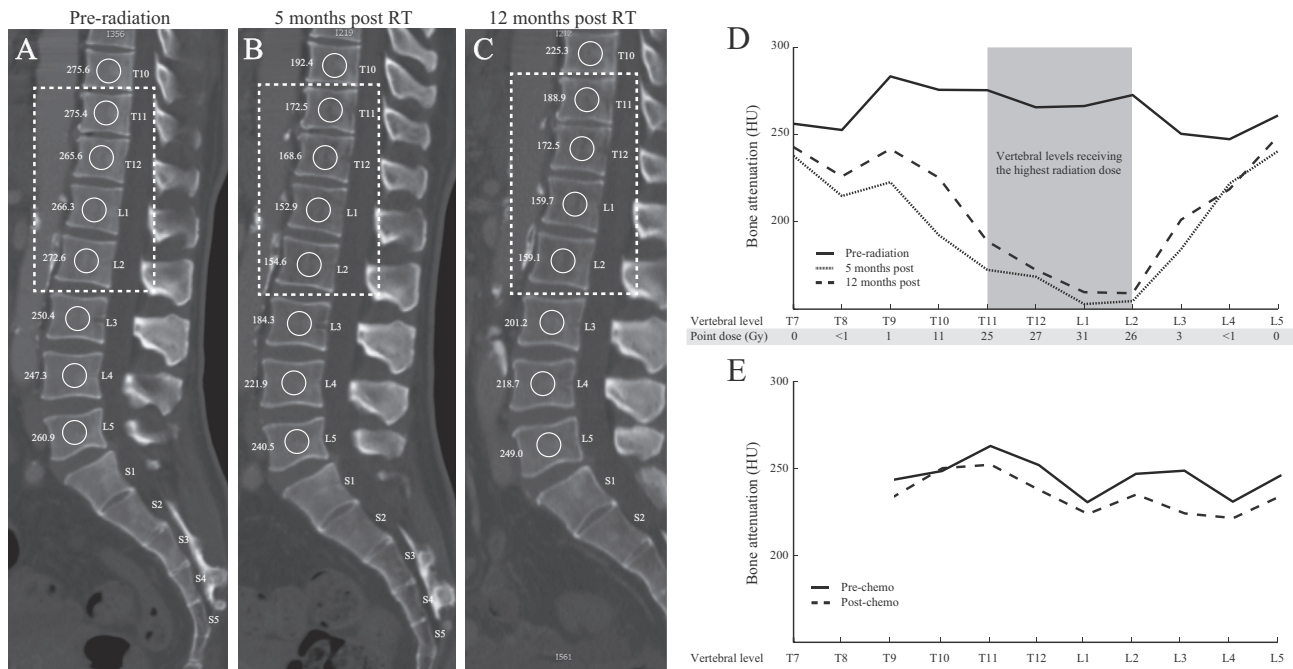 Pre-radiation
5 months post RT
12 months post RT
A
I356
275.6
T10
275.4
T11
265.6
T12
266.3
L1
272.6
L2
250.4
L3
247.3
L4
260.9
L5
S1
S2
S3
S4
S5
B
I219
192.4
T10
172.5
T11
168.6
T12
152.9
L1
154.6
L2
184.3
L3
221.9
L4
240.5
L5
S1
S2
S3
S4
S5
C
225.3
T10
188.9
T11
172.5
T12
159.7
L1
159.1
L2
201.2
L3
218.7
L4
249.0
L5
S1
S2
I561
D
300
250
200
Bone attenuation (HU)
Vertebral levels receiving
the highest radiation dose
Pre-radiation
5 months post
12 months post
Vertebral level T7 T8 T9 T10 T11 T12 L1 L2 L3 L4 L5
Point dose (Gy) 0 <1 1 11 25 27 31 26 3 <1 0
E
300
250
200
Bone attenuation (HU)
Pre-chemo
Post-chemo
Vertebral level T7 T8 T9 T10 T11 T12 L1 L2 L3 L4 L5